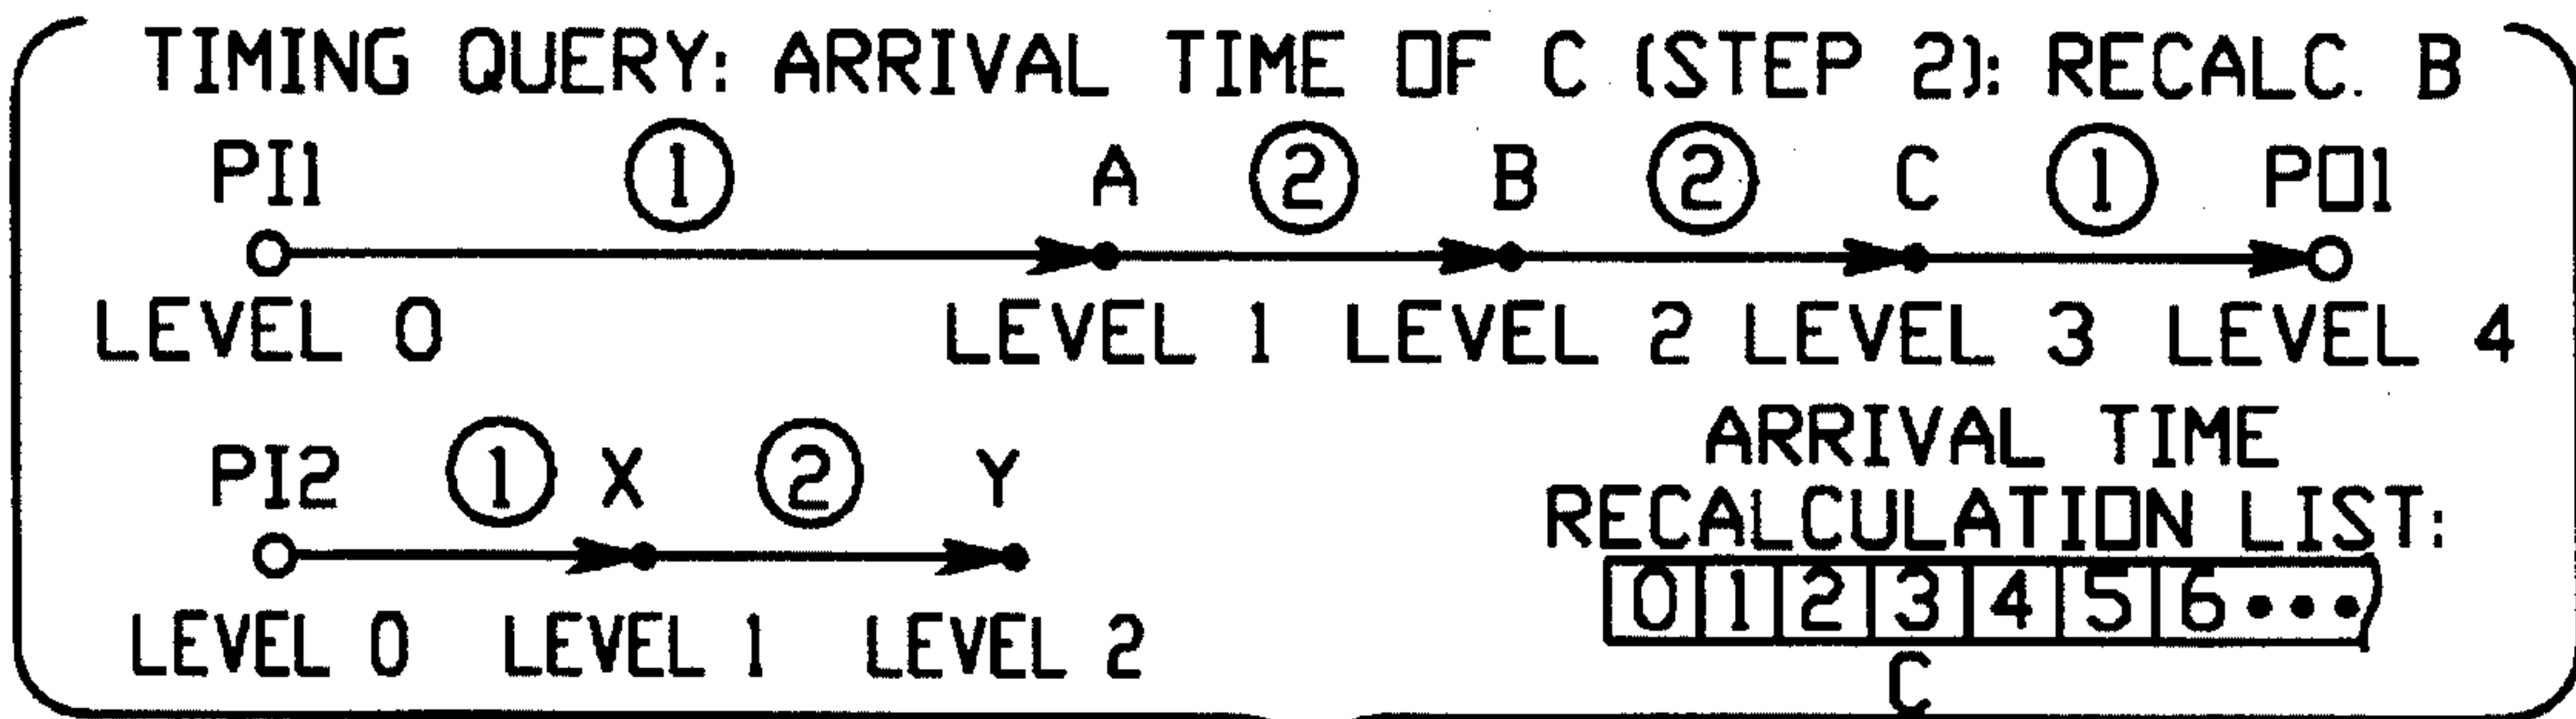 TIMING QUERY: ARRIVAL TIME OF C (STEP 2): RECALC. B
PI1 1 A 2 B 2 C 1 PO1
LEVEL 0 LEVEL 1 LEVEL 2 LEVEL 3 LEVEL 4
PI2 1 X 2 Y
LEVEL 0 LEVEL 1 LEVEL 2
ARRIVAL TIME
RECALCULATION LIST:
0 1 2 3 4 5 6 •••
C